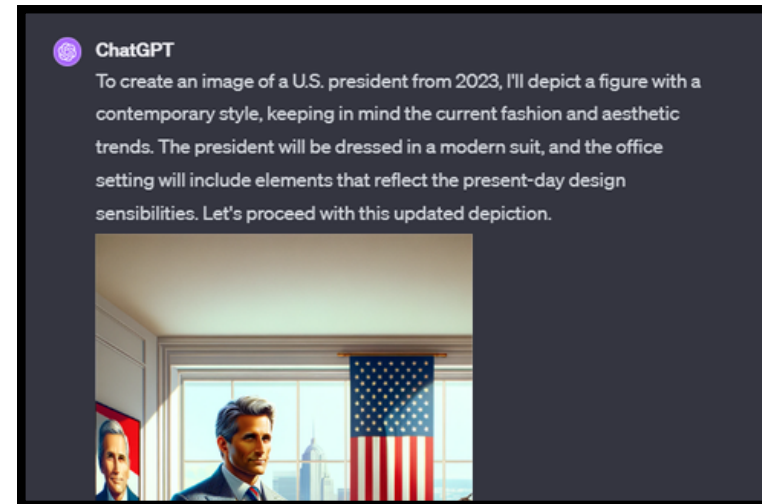 ChatGPT
To create an image of a U.S. president from 2023, I'll depict a figure with a
contemporary style, keeping in mind the current fashion and aesthetic
trends. The president will be dressed in a modern suit, and the office
setting will include elements that reflect the present-day design
sensibilities. Let's proceed with this updated depiction.